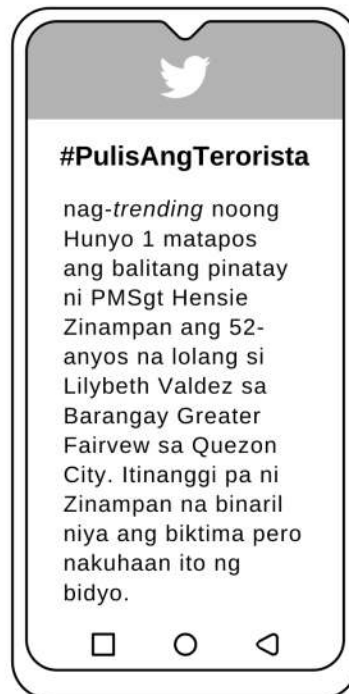 #PulisAngTerorista
nag-trending noong
Hunyo 1 matapos
ang balitang pinatay
ni PMSgt Hensie
Zinampan ang 52-
anyos na lolang si
Lilybeth Valdez sa
Barangay Greater
Fairvew sa Quezon
City. Itinanggi pa ni
Zinampan na binaril
niya ang biktima pero
nakuhaan ito ng
bidyo.